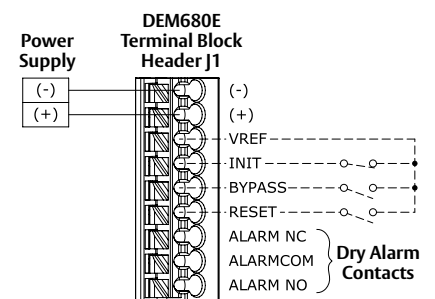 DEM680E
Terminal Block
Header J1
Power
Supply
(-)
(+)
(-)
(+)
VREF
INIT
BYPASS
RESET
ALARM NC
ALARMCOM
ALARM NO
Dry Alarm
Contacts